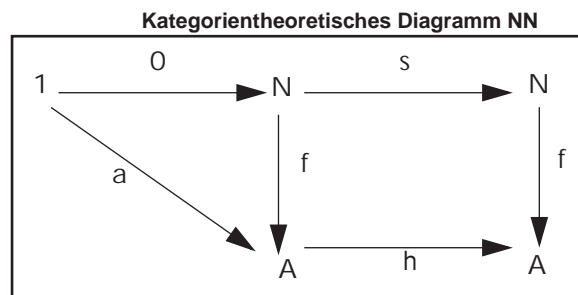 Kategorientheoretisches Diagramm NN
0 s
1 N N
a f f
A h A